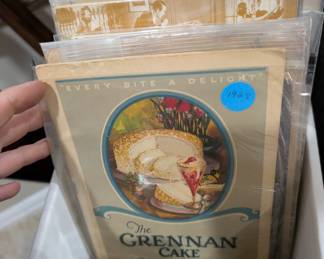 "EVERY BITE A DELIGHT"
1928
The
GRENNAN
CAKE